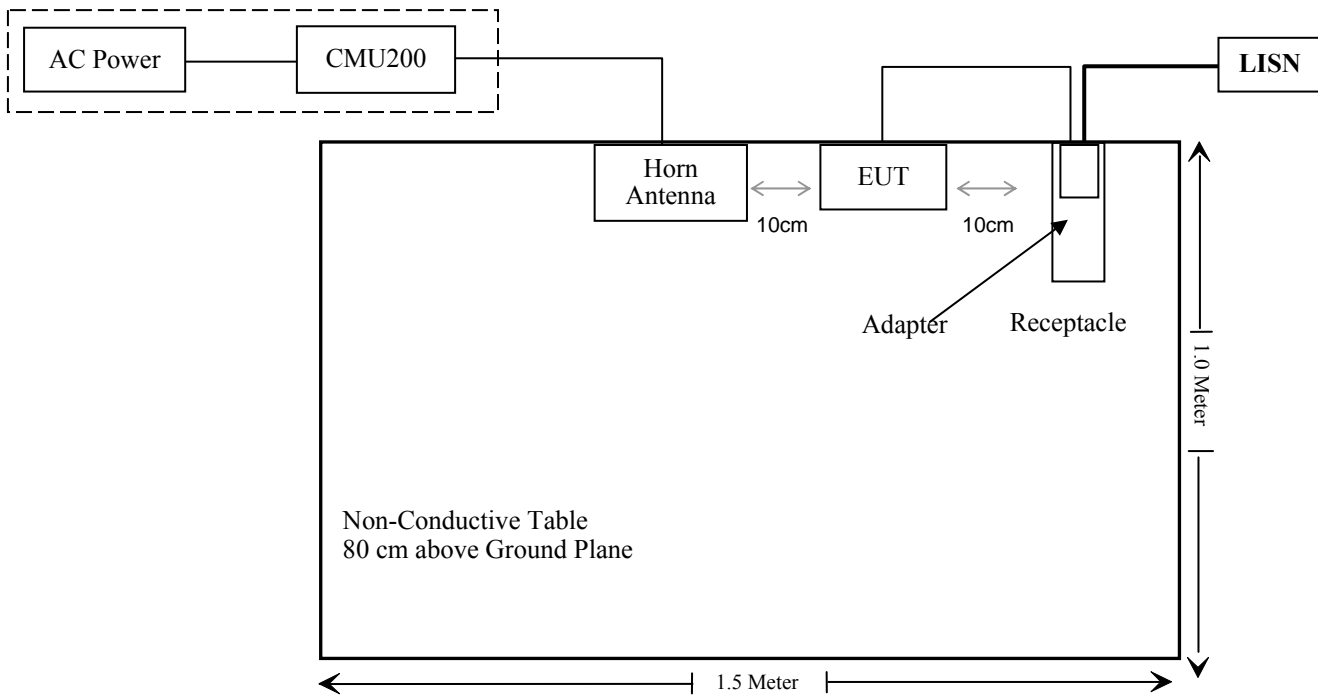 AC Power
CMU200
LISN
Horn
Antenna
EUT
10cm
10cm
Adapter
Receptacle
1.0 Meter
Non-Conductive Table
80 cm above Ground Plane
1.5 Meter